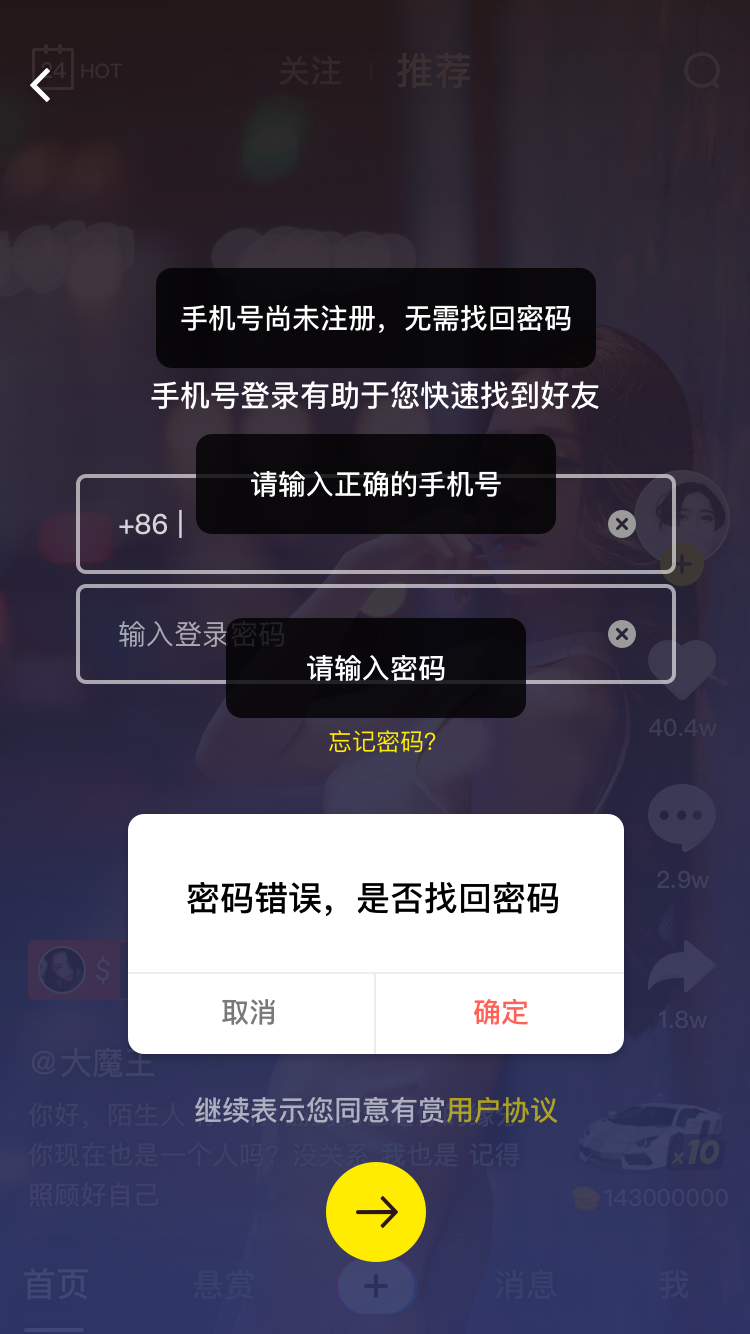 24 HOT 关注 推荐
手机号尚未注册，无需找回密码
手机号登录有助于您快速找到好友
请输入正确的手机号
+86
输入登录密码
请输入密码
忘记密码?
40.4w
密码错误，是否找回密码
2.9w
$
取消 确定
1.8w
@大魔王
继续表示您同意有赏用户协议
你好，陌生人
你现在也是一个人吗？没关系 我也是 记得
x10
照顾好自己
143000000
首页 悬赏 + 消息 我